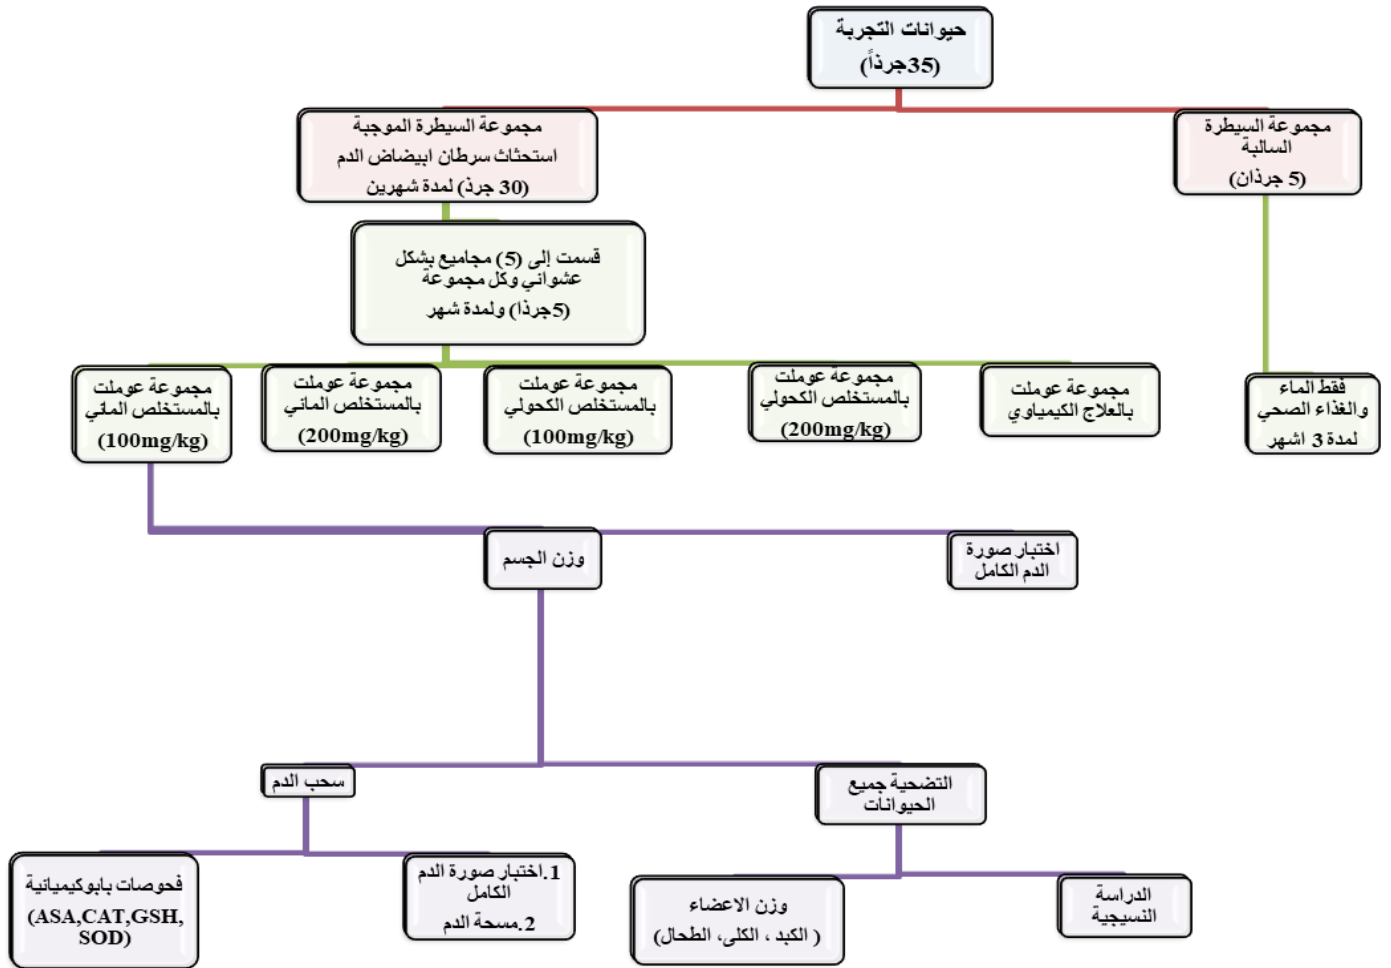 حيوانات التجربة
(35جرذاً)
مجموعة السيطرة
السالبة
(5 جرذان)
مجموعة السيطرة الموجبة
استحثاث سرطان ابيضاض الدم
(30 جرذ) لمدة شهرين
قسمت إلى (5) مجاميع بشكل
عشوائي وكل مجموعة
(5جرذا) ولمدة شهر
فقط الماء
والغذاء الصحي
لمدة 3 اشهر
مجموعة عوملت
بالعلاج الكيمياوي
مجموعة عوملت
بالمستخلص الكحولي
(200mg/kg)
مجموعة عوملت
بالمستخلص الكحولي
(100mg/kg)
مجموعة عوملت
بالمستخلص المائي
(200mg/kg)
مجموعة عوملت
بالمستخلص المائي
(100mg/kg)
اختبار صورة
الدم الكامل
وزن الجسم
التضحية جميع
الحيوانات
سحب الدم
الدراسة
النسيجية
وزن الاعضاء
( الكبد ، الكلى، الطحال)
1.اختبار صورة الدم
الكامل
2.مسحة الدم
فحوصات بايوكيميائية
(ASA,CAT,GSH,
SOD)